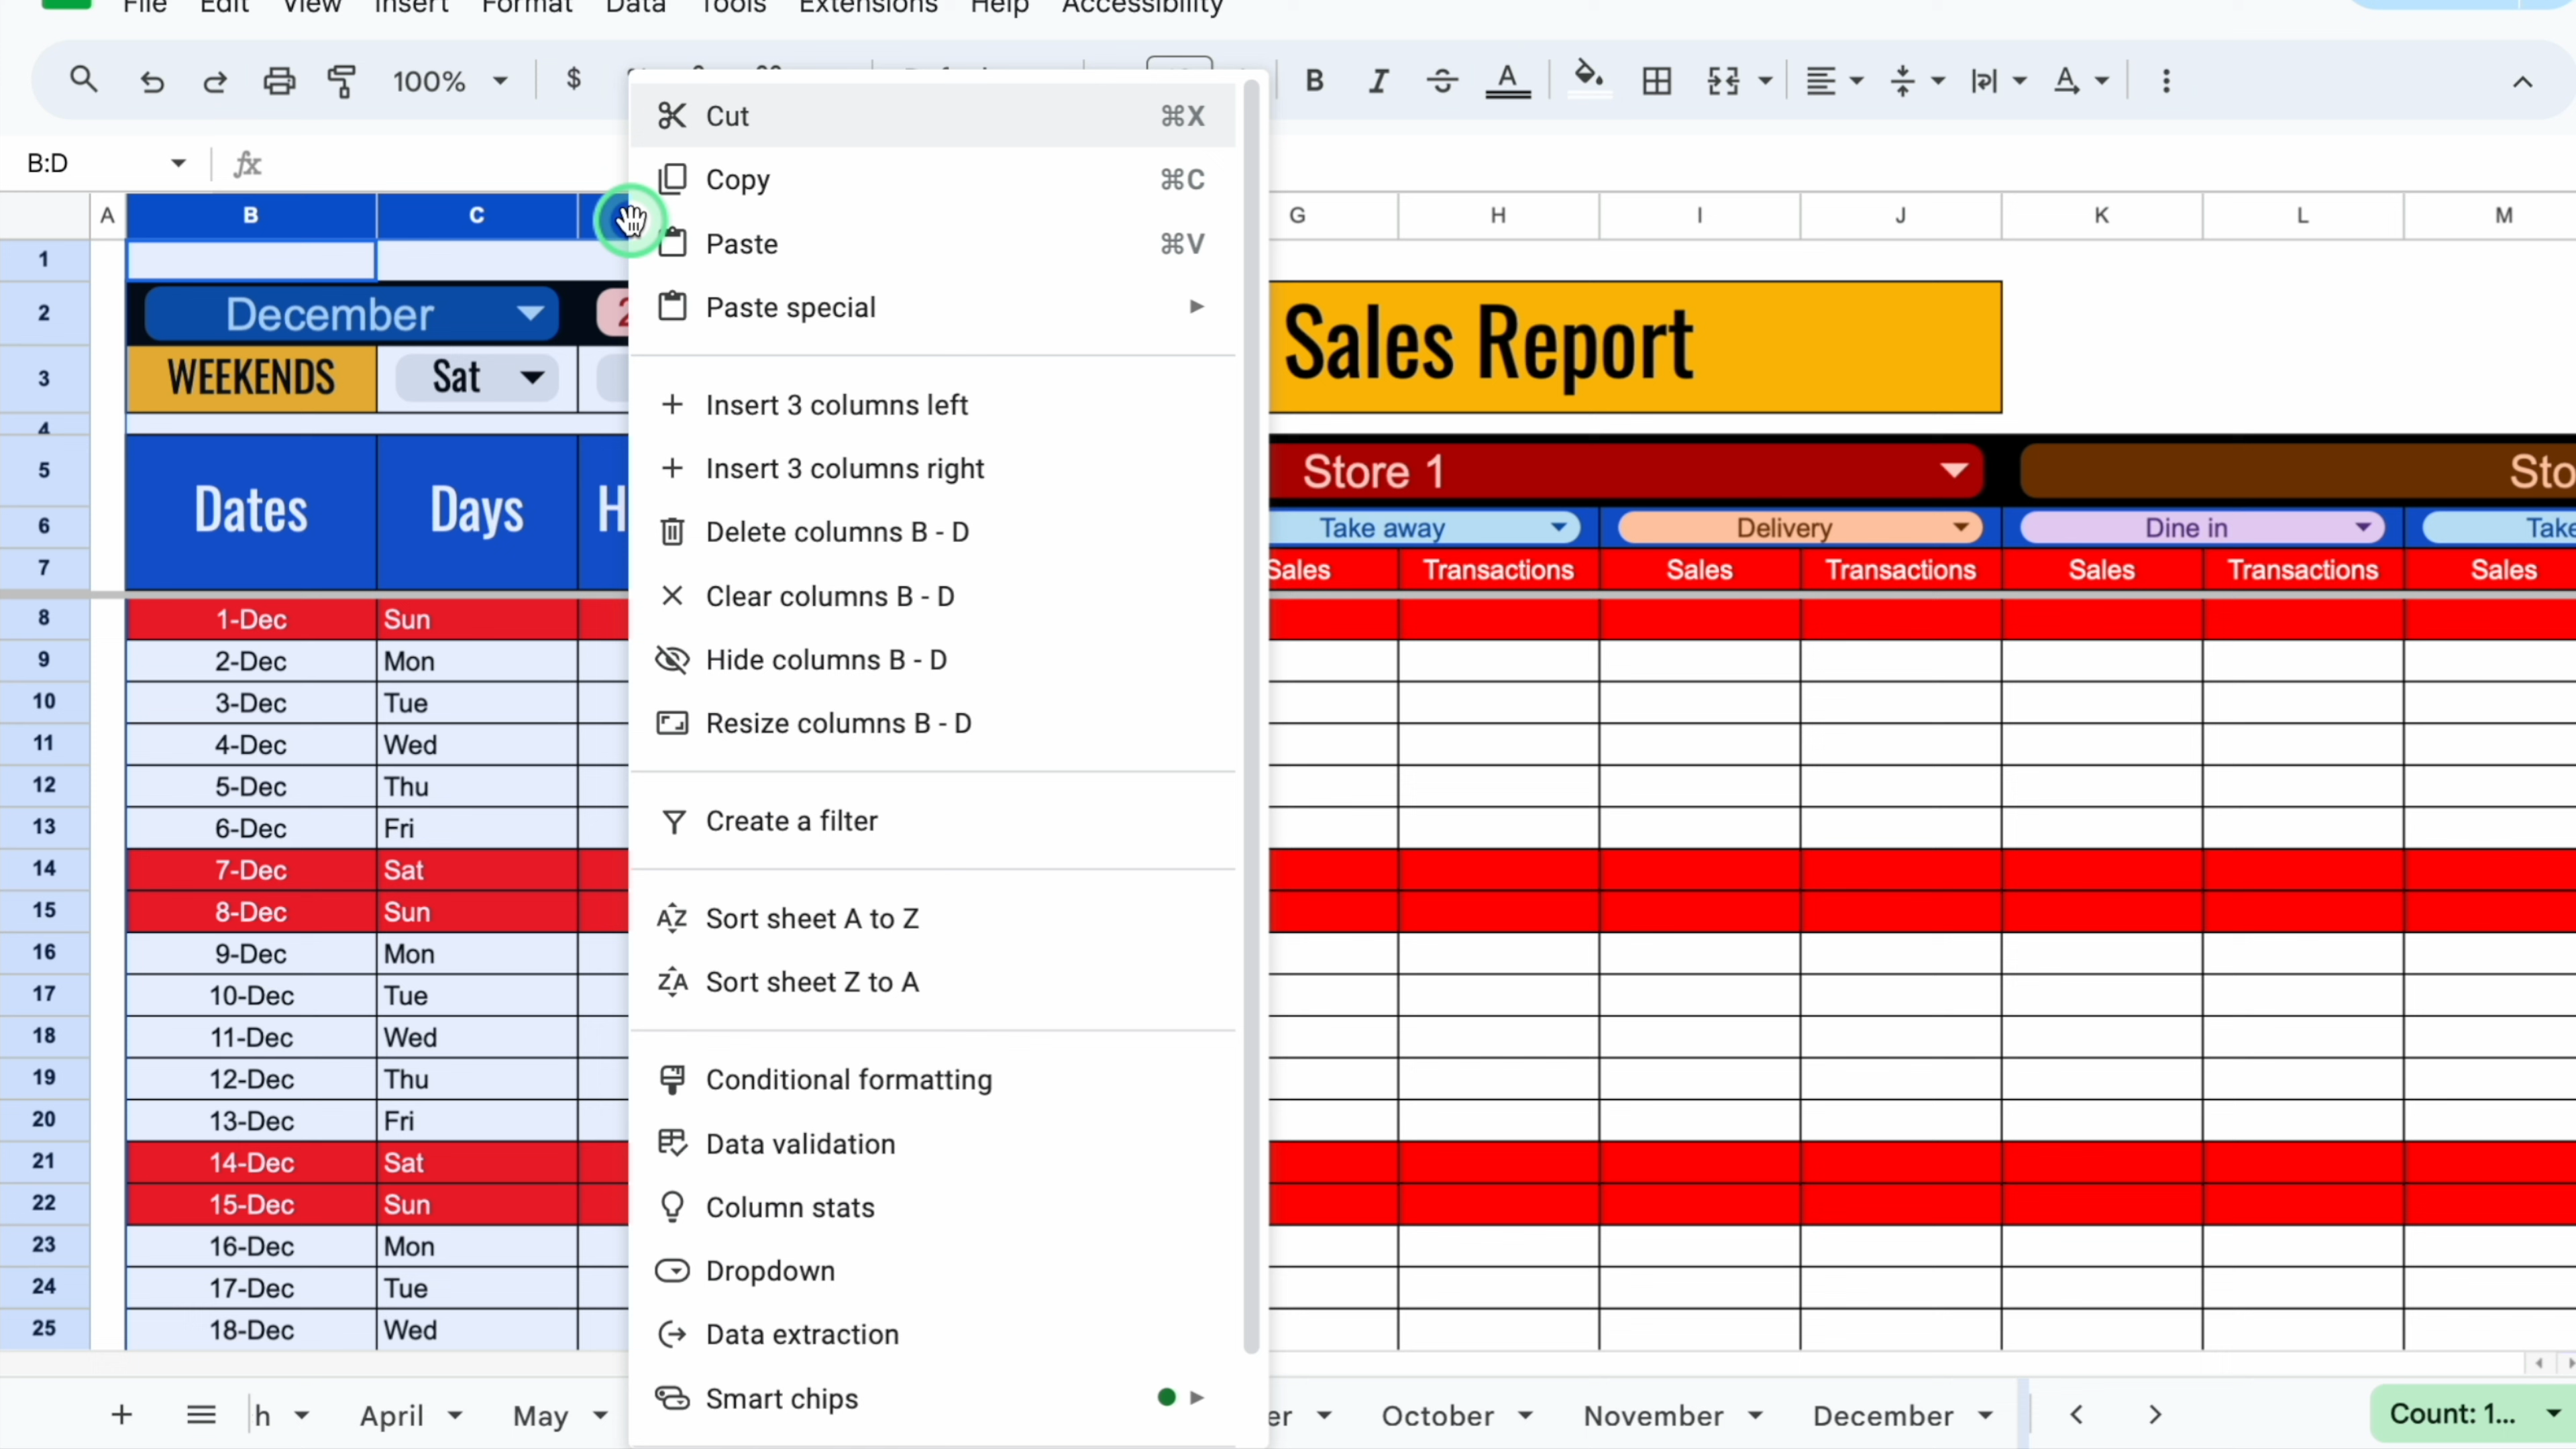 File Edit View Insert Format Data Tools Extensions Help Accessibility
100% $
B:D fx
A B C G H I J K L M
Cut ⌘X
Copy ⌘C
Paste ⌘V
Paste special
Insert 3 columns left
Insert 3 columns right
Delete columns B - D
Clear columns B - D
Hide columns B - D
Resize columns B - D
Create a filter
Sort sheet A to Z
Sort sheet Z to A
Conditional formatting
Data validation
Column stats
Dropdown
Data extraction
Smart chips
1
2 December 2 Sales Report
3 WEEKENDS Sat
4
5 Dates Days H Store 1 Sto
6 Take away Delivery Dine in Take
7 Sales Transactions Sales Transactions Sales Transactions Sales
8 1-Dec Sun
9 2-Dec Mon
10 3-Dec Tue
11 4-Dec Wed
12 5-Dec Thu
13 6-Dec Fri
14 7-Dec Sat
15 8-Dec Sun
16 9-Dec Mon
17 10-Dec Tue
18 11-Dec Wed
19 12-Dec Thu
20 13-Dec Fri
21 14-Dec Sat
22 15-Dec Sun
23 16-Dec Mon
24 17-Dec Tue
25 18-Dec Wed
h April May er October November December Count: 1...